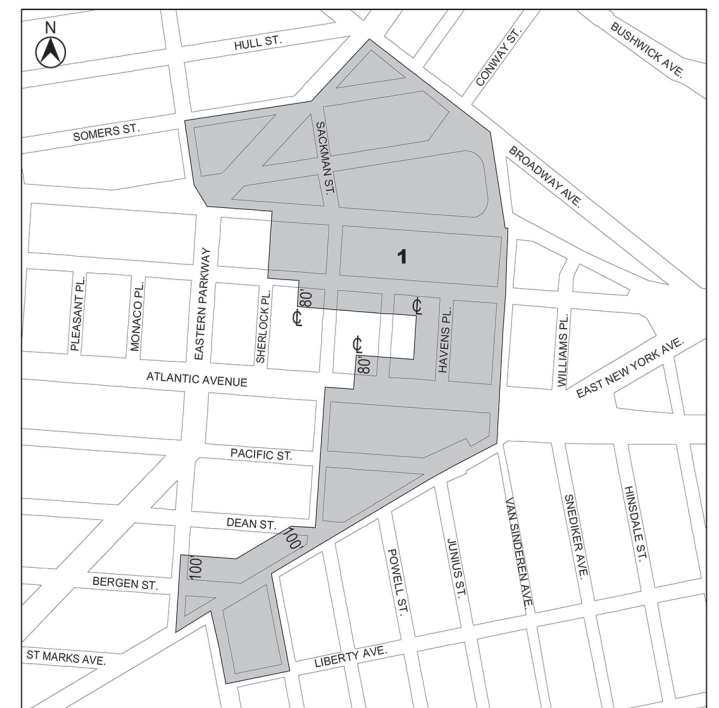 N
HULL ST.
CONWAY ST.
BUSHWICK AVE.
SOMERS ST.
SACKMAN ST.
BROADWAY AVE.
1
PLEASANT PL.
MONACO PL.
EASTERN PARKWAY
SHERLOCK PL.
80'
℄
℄
HAVENS PL.
WILLIAMS PL.
℄
80'
EAST NEW YORK AVE.
ATLANTIC AVENUE
PACIFIC ST.
DEAN ST.
100'
100'
BERGEN ST.
POWELL ST.
JUNIUS ST.
VAN SINDEREN AVE.
SNEDIKER AVE.
HINSDALE ST.
ST MARKS AVE.
LIBERTY AVE.